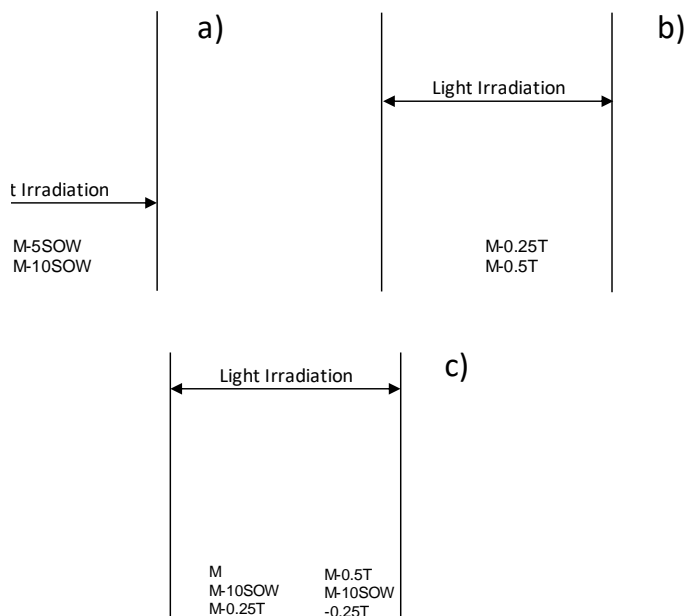 a)
t Irradiation
M-5SOW
M-10SOW
b)
Light Irradiation
M-0.25T
M-0.5T
c)
Light Irradiation
M
M-10SOW
M-0.25T
M-0.5T
M-10SOW
-0.25T